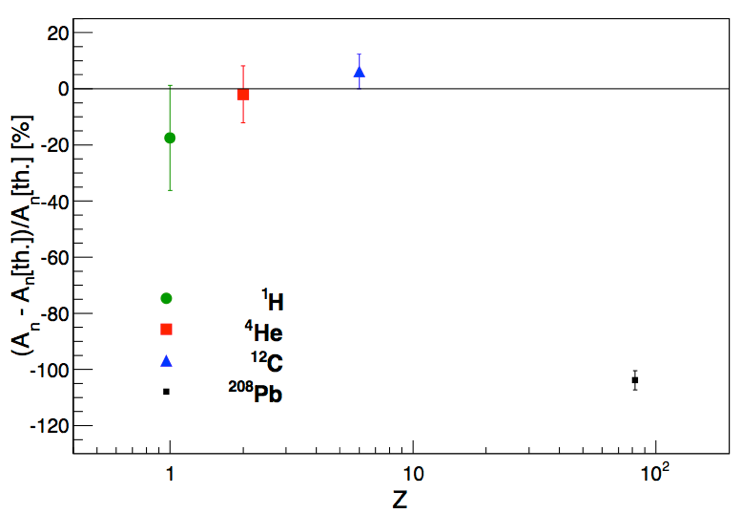 (Aₙ - Aₙ[th.])/Aₙ[th.] [%]
20
0
-20
-40
-60
-80
-100
-120
¹H
⁴He
¹²C
²⁰⁸Pb
1
10
10²
Z